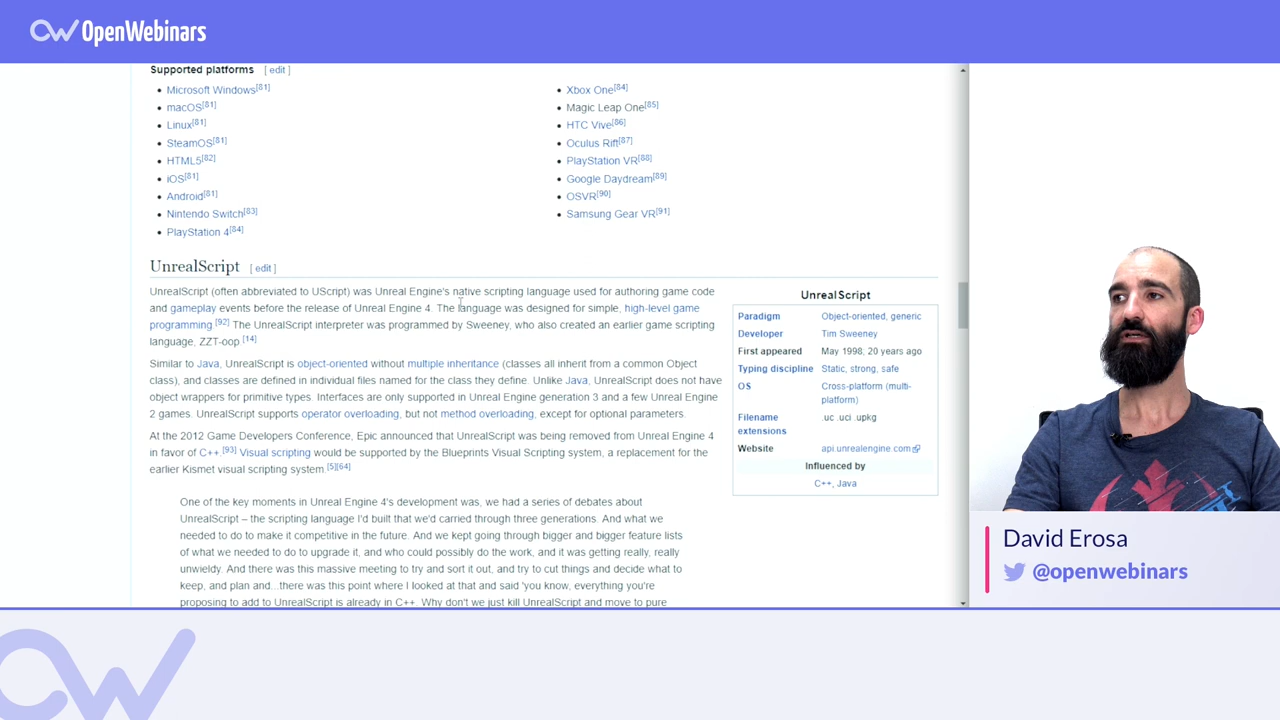 OpenWebinars
Supported platforms [ edit ]
• Microsoft Windows[81]
• macOS[81]
• Linux[81]
• SteamOS[81]
• HTML5[82]
• iOS[81]
• Android[81]
• Nintendo Switch[83]
• PlayStation 4[84]
• Xbox One[84]
• Magic Leap One[85]
• HTC Vive[86]
• Oculus Rift[87]
• PlayStation VR[88]
• Google Daydream[89]
• OSVR[90]
• Samsung Gear VR[91]
UnrealScript [ edit ]
UnrealScript (often abbreviated to UScript) was Unreal Engine's native scripting language used for authoring game code
and gameplay events before the release of Unreal Engine 4. The language was designed for simple, high-level game
programming.[92] The UnrealScript interpreter was programmed by Sweeney, who also created an earlier game scripting
language, ZZT-oop.[14]
Similar to Java, UnrealScript is object-oriented without multiple inheritance (classes all inherit from a common Object
class), and classes are defined in individual files named for the class they define. Unlike Java, UnrealScript does not have
object wrappers for primitive types. Interfaces are only supported in Unreal Engine generation 3 and a few Unreal Engine
2 games. UnrealScript supports operator overloading, but not method overloading, except for optional parameters.
At the 2012 Game Developers Conference, Epic announced that UnrealScript was being removed from Unreal Engine 4
in favor of C++.[93] Visual scripting would be supported by the Blueprints Visual Scripting system, a replacement for the
earlier Kismet visual scripting system.[5][64]
One of the key moments in Unreal Engine 4's development was, we had a series of debates about
UnrealScript – the scripting language I'd built that we'd carried through three generations. And what we
needed to do to make it competitive in the future. And we kept going through bigger and bigger feature lists
of what we needed to do to upgrade it, and who could possibly do the work, and it was getting really, really
unwieldy. And there was this massive meeting to try and sort it out, and try to cut things and decide what to
keep, and plan and...there was this point where I looked at that and said 'you know, everything you're
proposing to add to UnrealScript is already in C++. Why don't we just kill UnrealScript and move to pure
UnrealScript
Paradigm Object-oriented, generic
Developer Tim Sweeney
First appeared May 1998, 20 years ago
Typing discipline Static, strong, safe
OS Cross-platform (multi-
platform)
Filename .uc .uci .upkg
extensions
Website api.unrealengine.com
Influenced by
C++, Java
David Erosa
@openwebinars